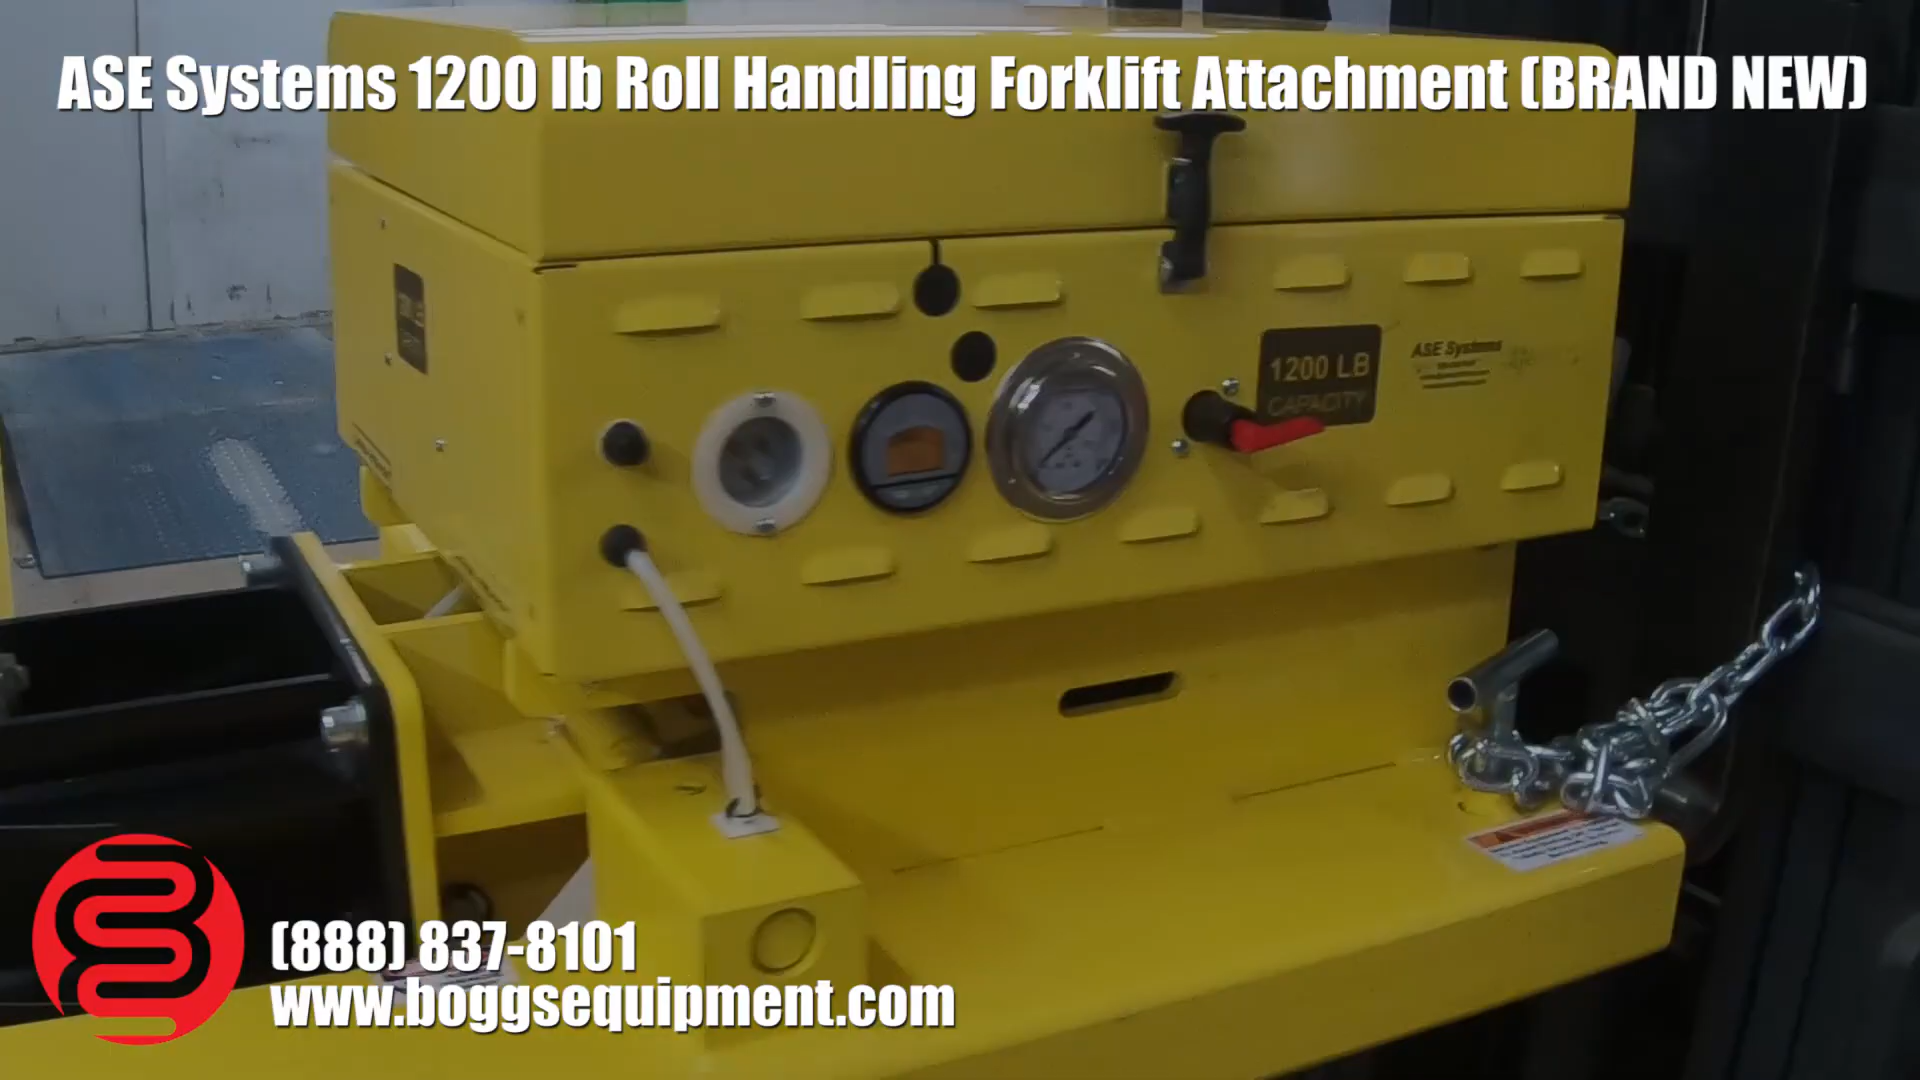 ASE Systems 1200 lb Roll Handling Forklift Attachment (BRAND NEW)
1200 LB
CAPACITY
ASE Systems
(888) 837-8101
www.boggsequipment.com